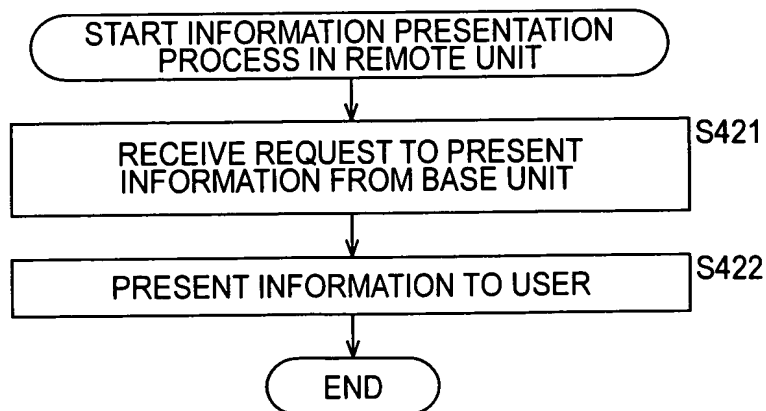 START INFORMATION PRESENTATION
PROCESS IN REMOTE UNIT
S421
RECEIVE REQUEST TO PRESENT
INFORMATION FROM BASE UNIT
S422
PRESENT INFORMATION TO USER
END